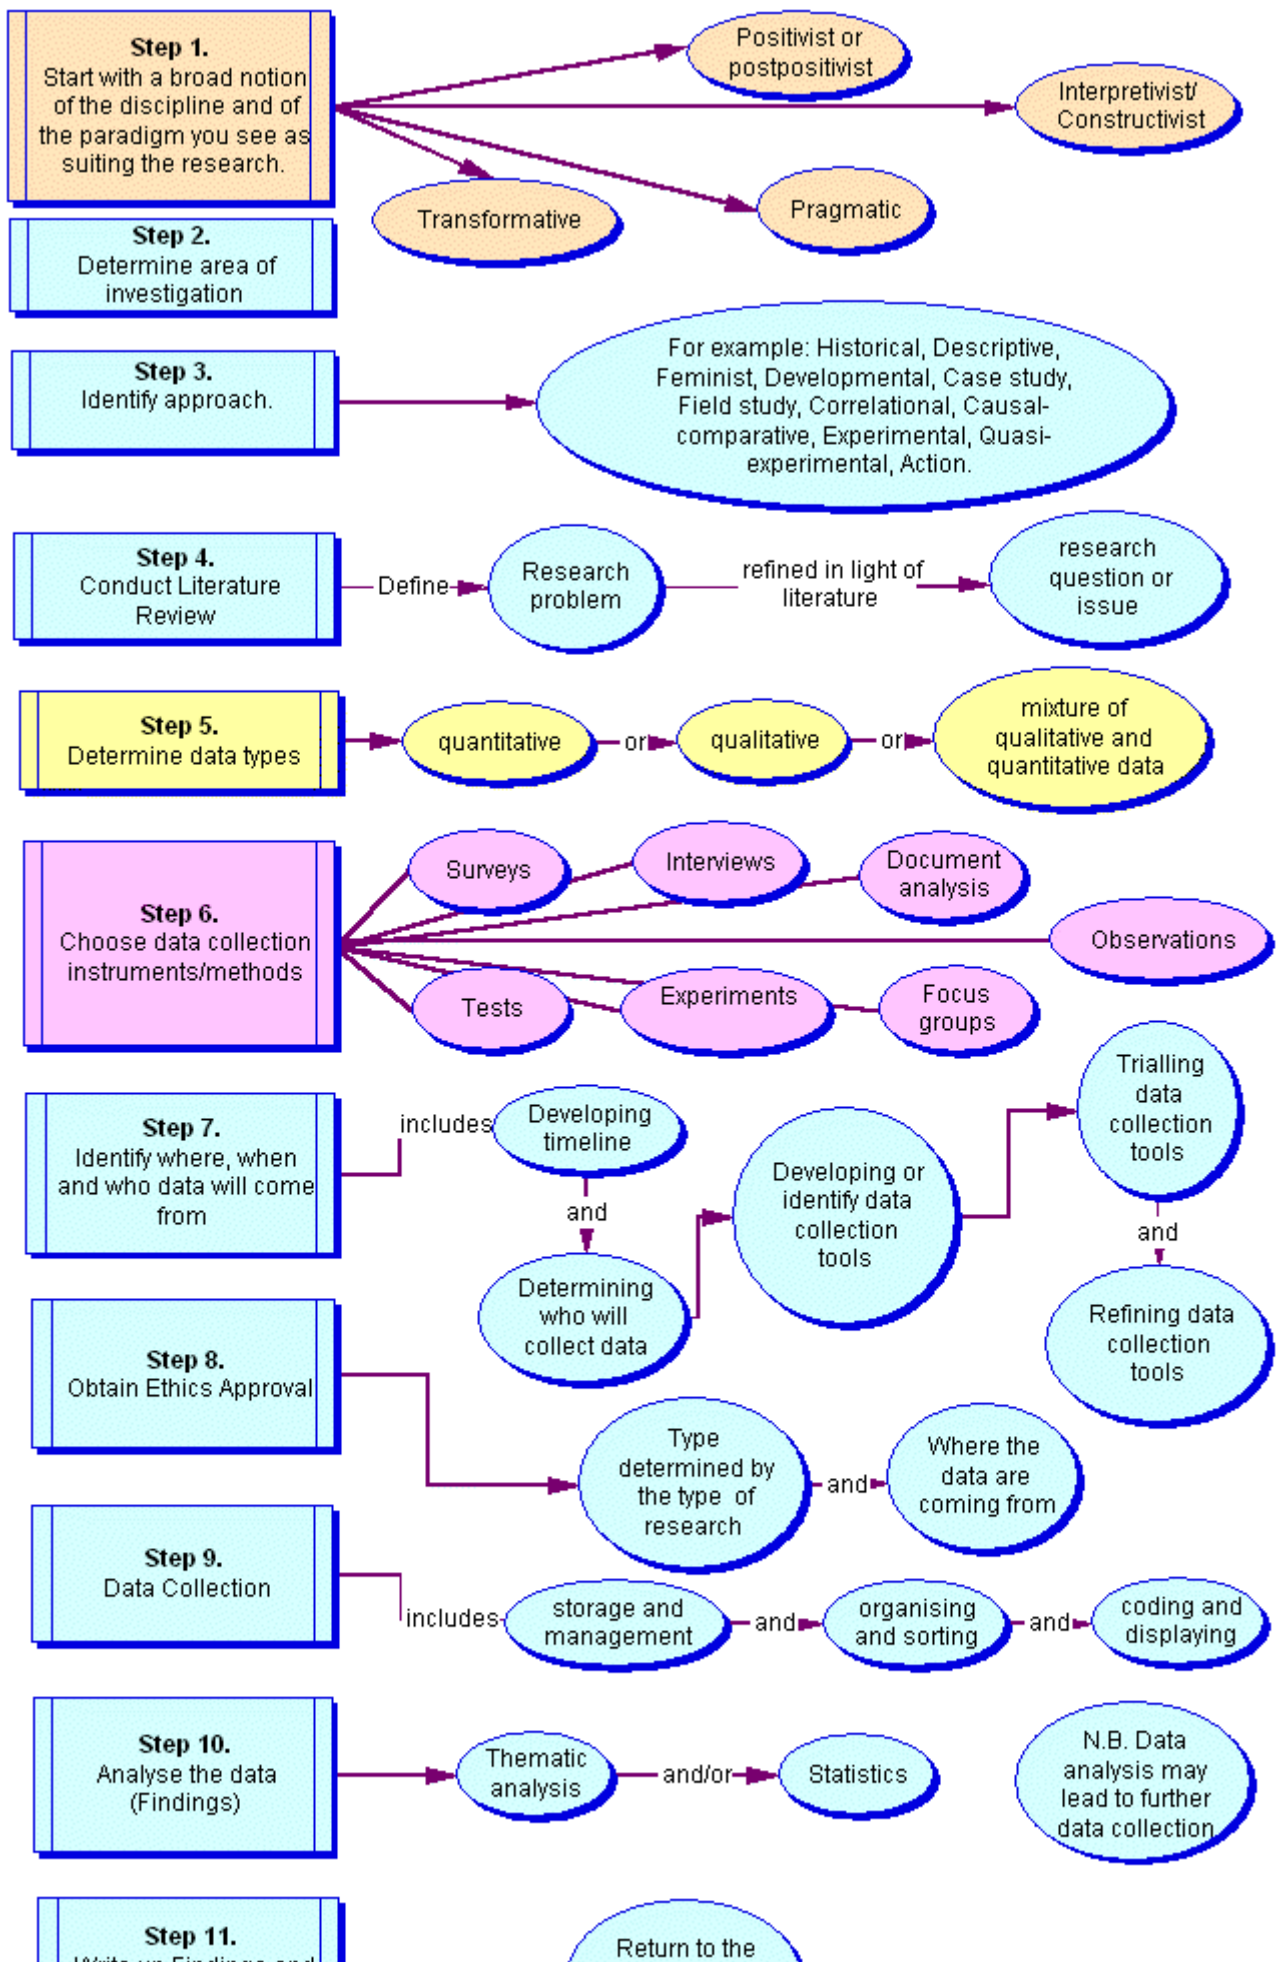 Step 1.
Start with a broad notion
of the discipline and of
the paradigm you see as
suiting the research.
Positivist or
postpositivist
Interpretivist/
Constructivist
Transformative
Pragmatic
Step 2.
Determine area of
investigation
Step 3.
Identify approach.
For example: Historical, Descriptive,
Feminist, Developmental, Case study,
Field study, Correlational, Causal-
comparative, Experimental, Quasi-
experimental, Action.
Step 4.
Conduct Literature
Review
Define
Research
problem
refined in light of
literature
research
question or
issue
Step 5.
Determine data types
quantitative
or
qualitative
or
mixture of
qualitative and
quantitative data
Step 6.
Choose data collection
instruments/methods
Surveys
Interviews
Document
analysis
Observations
Tests
Experiments
Focus
groups
Step 7.
Identify where, when
and who data will come
from
includes
Developing
timeline
and
Determining
who will
collect data
Developing or
identify data
collection
tools
Trialling
data
collection
tools
and
Refining data
collection
tools
Step 8.
Obtain Ethics Approval
Type
determined by
the type of
research
and
Where the
data are
coming from
Step 9.
Data Collection
includes
storage and
management
and
organising
and sorting
and
coding and
displaying
Step 10.
Analyse the data
(Findings)
Thematic
analysis
and/or
Statistics
N.B. Data
analysis may
lead to further
data collection
Step 11.
Write up Findings and
Return to the